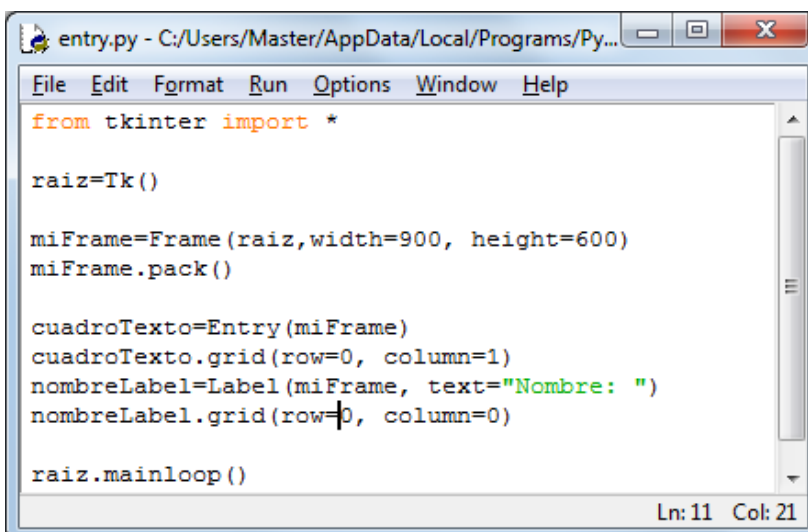 entry.py - C:/Users/Master/AppData/Local/Programs/Py...
File Edit Format Run Options Window Help
from tkinter import *
raiz=Tk()
miFrame=Frame(raiz,width=900, height=600)
miFrame.pack()
cuadroTexto=Entry(miFrame)
cuadroTexto.grid(row=0, column=1)
nombreLabel=Label(miFrame, text="Nombre: ")
nombreLabel.grid(row=0, column=0)
raiz.mainloop()
Ln: 11 Col: 21